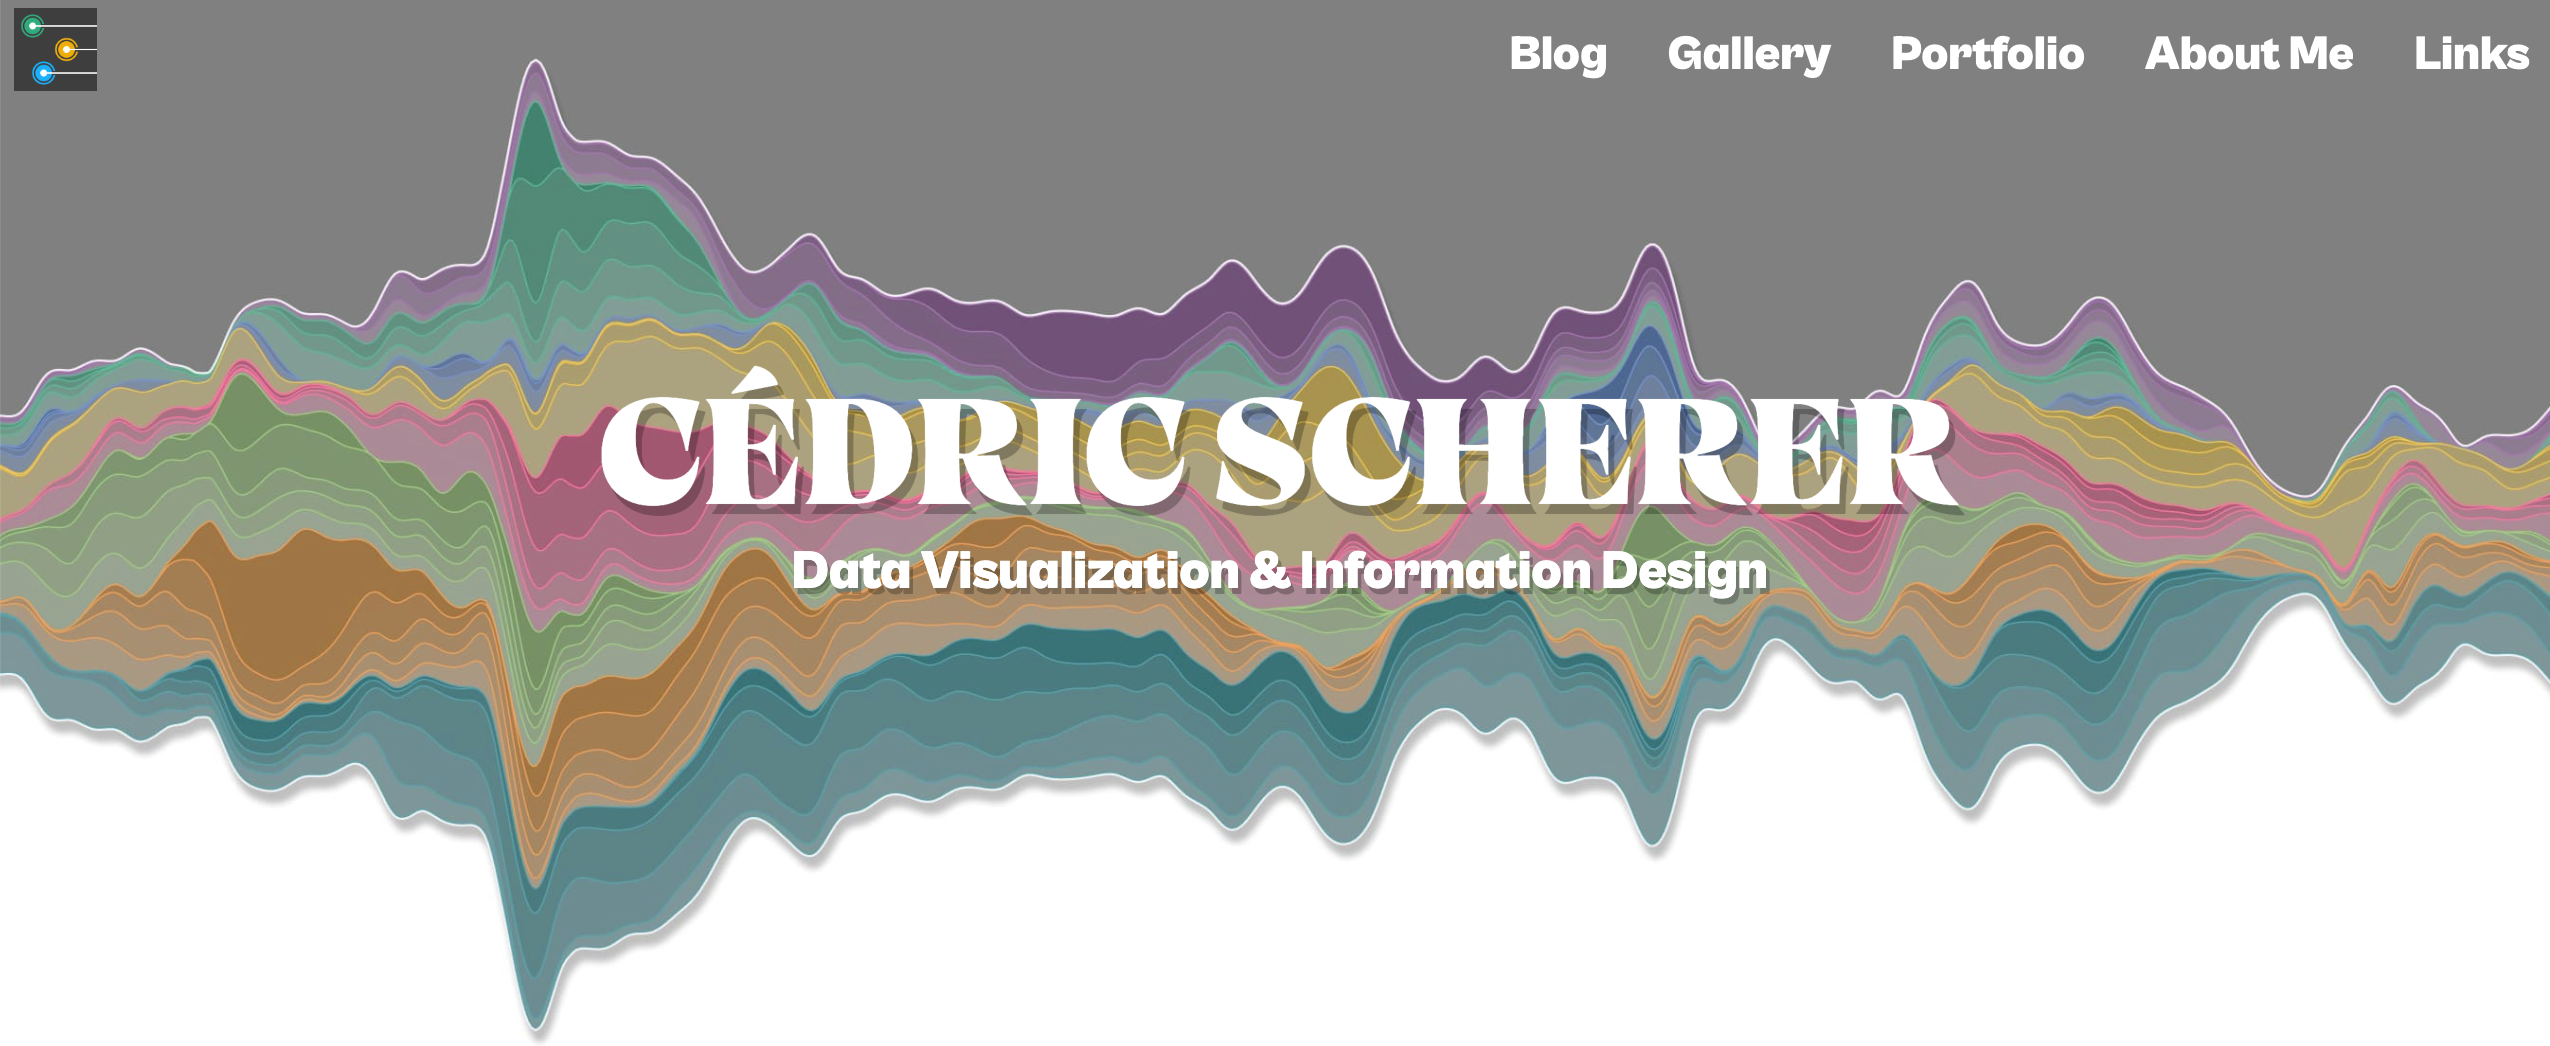 Blog Gallery Portfolio About Me Links
CÉDRIC SCHERER
Data Visualization & Information Design